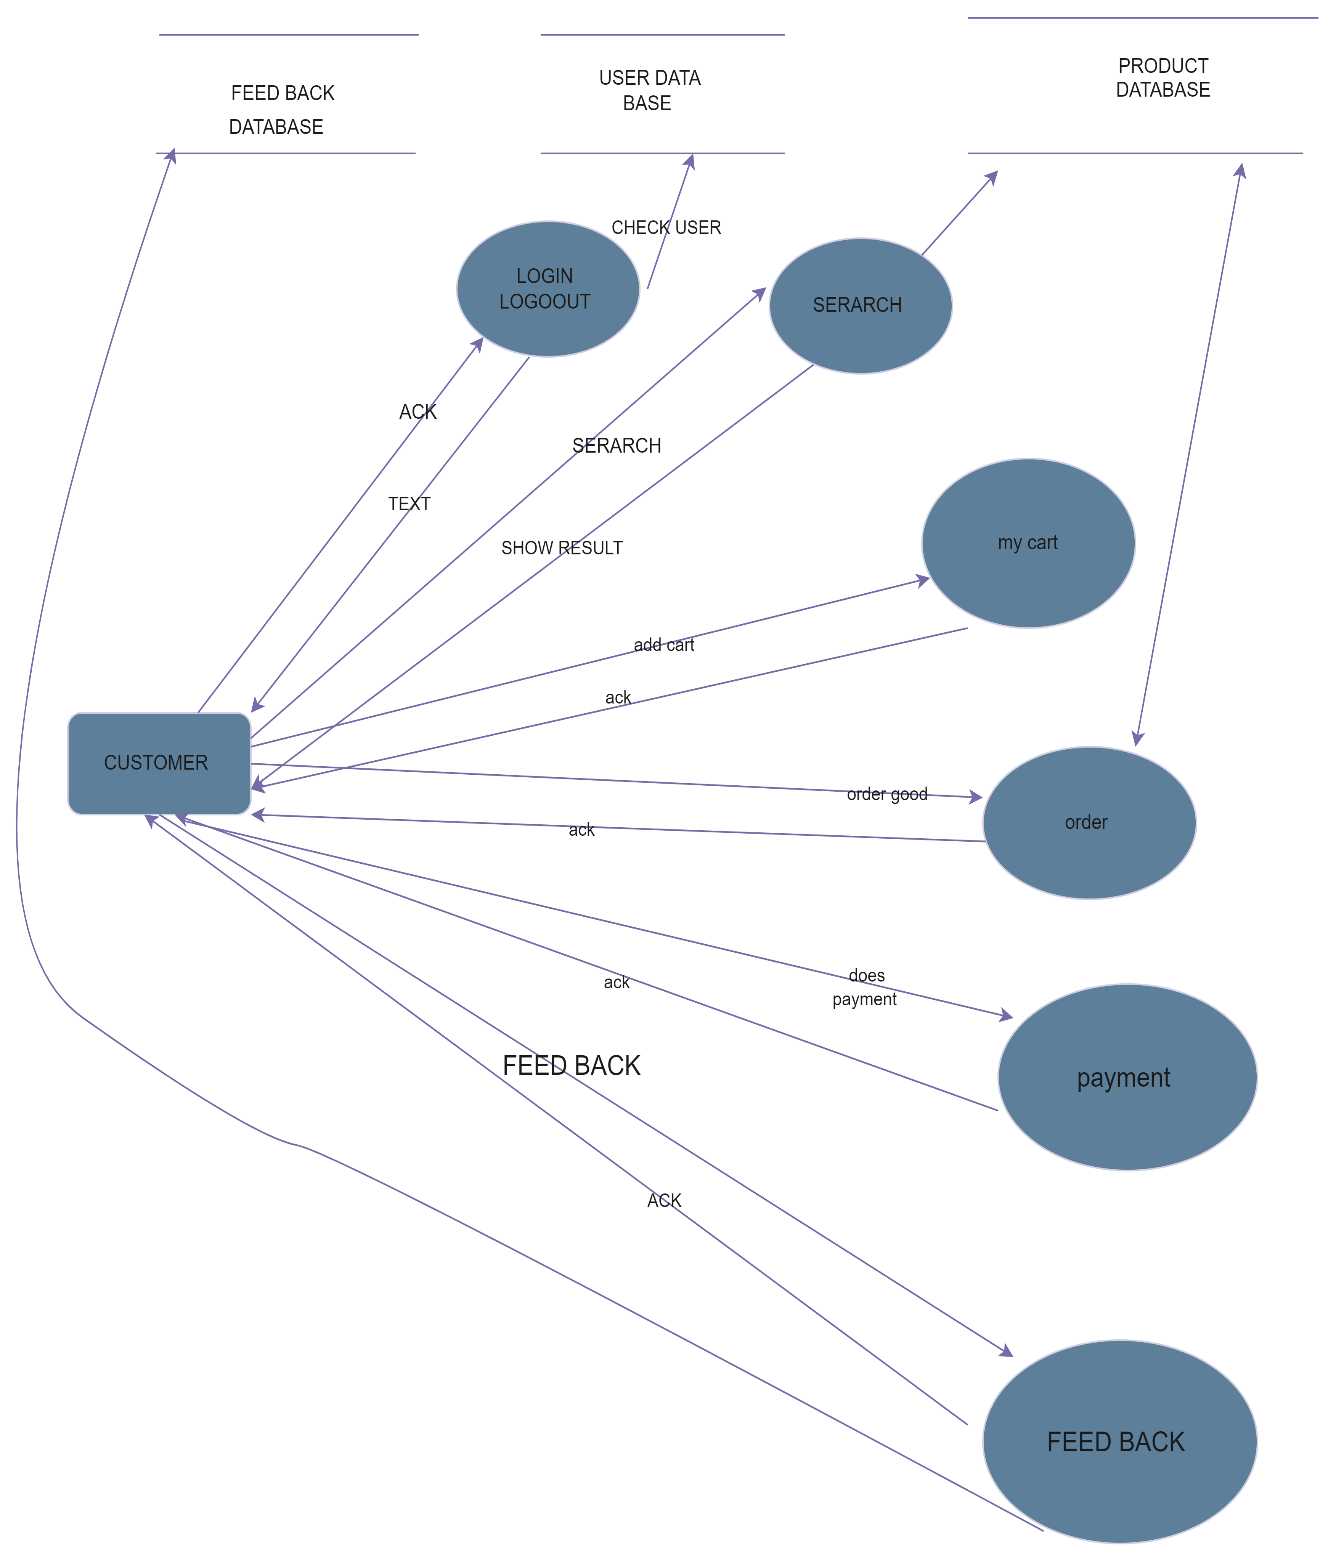 FEED BACK
DATABASE
USER DATA
BASE
PRODUCT
DATABASE
CHECK USER
LOGIN
LOGOOUT
SERARCH
ACK
SERARCH
TEXT
SHOW RESULT
my cart
add cart
ack
CUSTOMER
order good
order
ack
does
payment
ack
FEED BACK
payment
ACK
FEED BACK